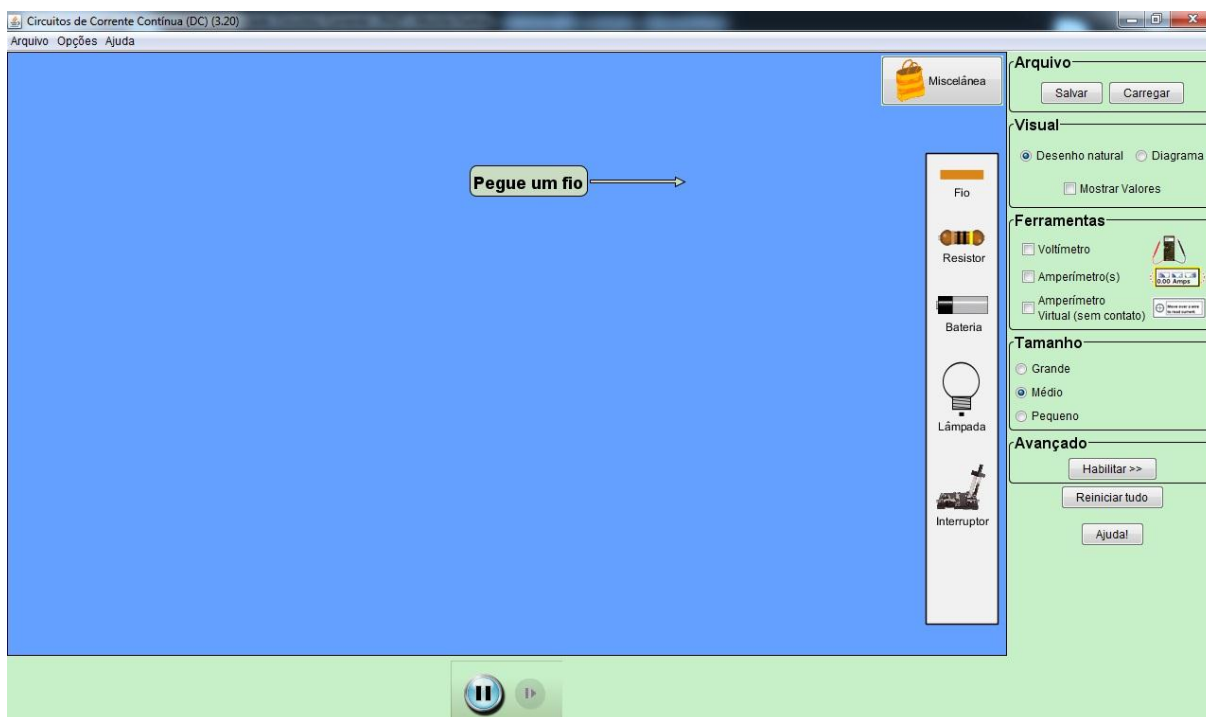 Circuitos de Corrente Contínua (DC) (3.20)
Arquivo Opções Ajuda
Miscelânea
Pegue um fio
Fio
Resistor
Bateria
Lâmpada
Interruptor
Arquivo
Salvar Carregar
Visual
Desenho natural Diagrama
Mostrar Valores
Ferramentas
Voltímetro
Amperímetro(s)
0.00 Amps
Amperímetro
Virtual (sem contato)
Tamanho
Grande
Médio
Pequeno
Avançado
Habilitar >>
Reiniciar tudo
Ajuda!